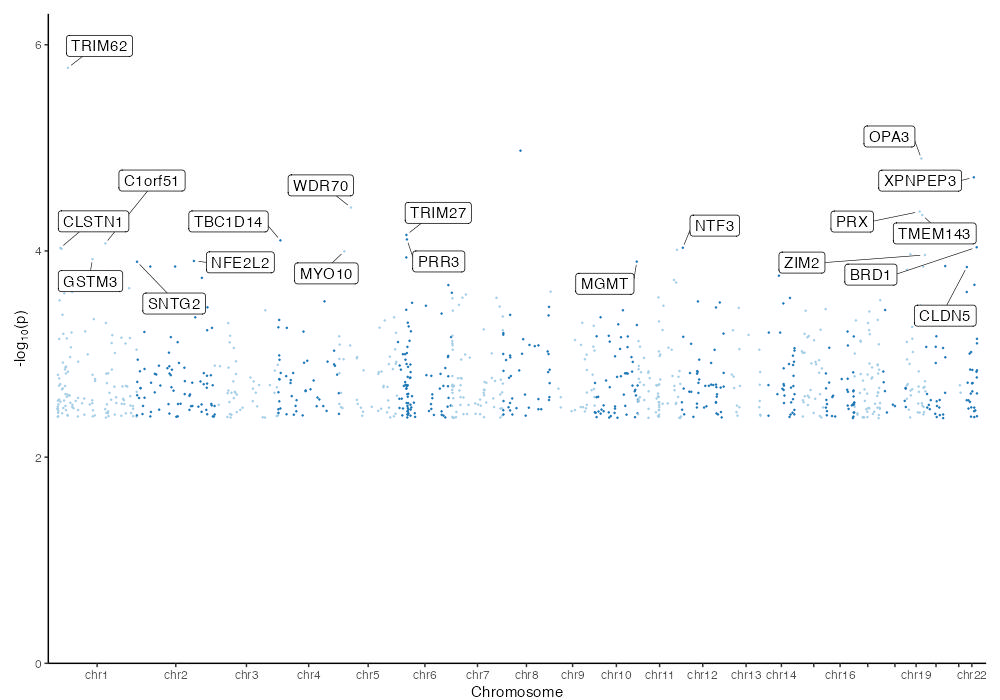 6
TRIM62
OPA3
C1orf51
WDR70
XPNPEP3
CLSTN1
TBC1D14
TRIM27
NTF3
PRX
TMEM143
4
GSTM3
NFE2L2
MYO10
PRR3
MGMT
ZIM2
BRD1
SNTG2
CLDN5
-log10(p)
2
0
chr1 chr2 chr3 chr4 chr5 chr6 chr7 chr8 chr9 chr10 chr11 chr12 chr13 chr14 chr16 chr19 chr22
Chromosome